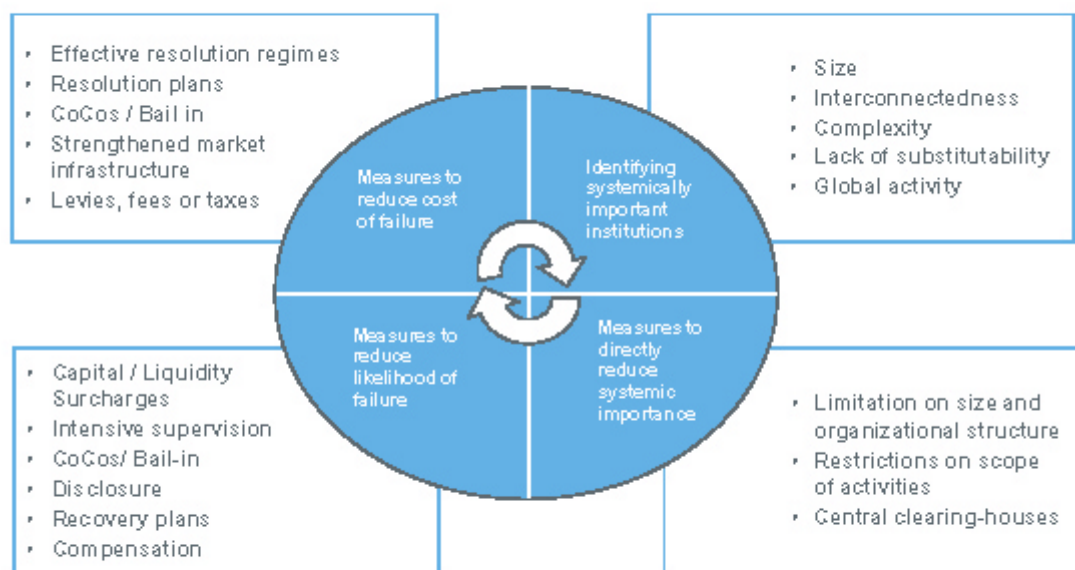 • Effective resolution regimes
• Resolution plans
• CoCos / Bail in
• Strengthened market
infrastructure
• Levies, fees or taxes
• Size
• Interconnectedness
• Complexity
• Lack of substitutability
• Global activity
Measures to
reduce cost
of failure
Identifying
systemically
important
institutions
Measures to
reduce
likelihood of
failure
Measures to
directly
reduce
systemic
importance
• Capital / Liquidity
Surcharges
• Intensive supervision
• CoCos/ Bail-in
• Disclosure
• Recovery plans
• Compensation
• Limitation on size and
organizational structure
• Restrictions on scope
of activities
• Central clearing-houses